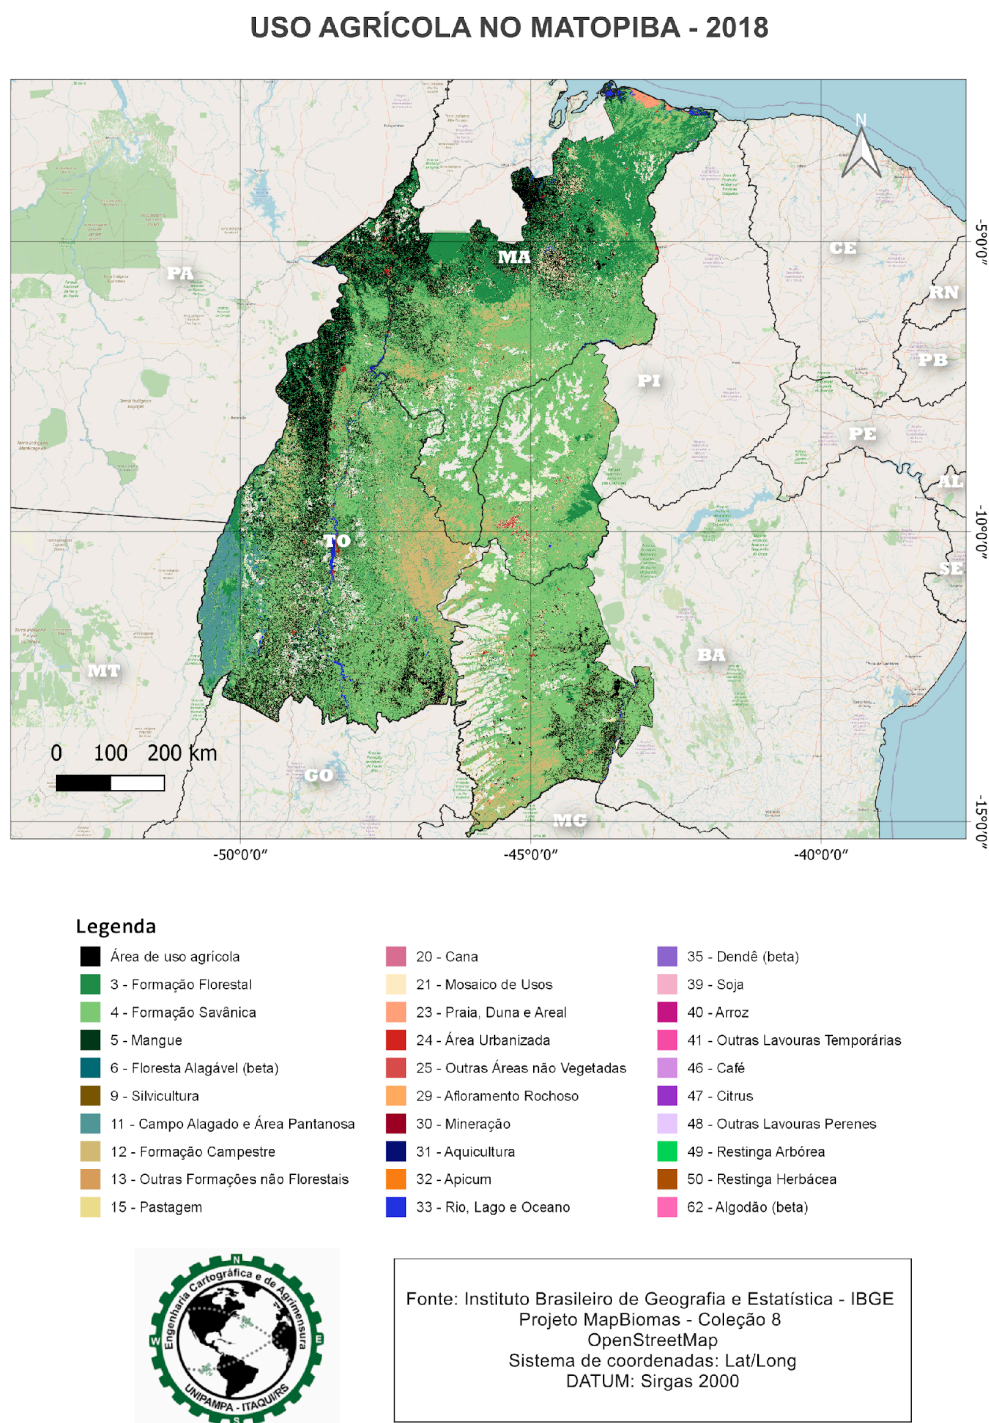 USO AGRÍCOLA NO MATOPIBA - 2018
N
-5°0'0''
CE
MA
PA
RN
PB
PI
PE
AL
-10°0'0''
TO
SE
BA
MT
0 100 200 km
GO
MG
-15°0'0''
-50°0'0'' -45°0'0'' -40°0'0''
Legenda
Área de uso agrícola
3 - Formação Florestal
4 - Formação Savânica
5 - Mangue
6 - Floresta Alagável (beta)
9 - Silvicultura
11 - Campo Alagado e Área Pantanosa
12 - Formação Campestre
13 - Outras Formações não Florestais
15 - Pastagem
20 - Cana
21 - Mosaico de Usos
23 - Praia, Duna e Areal
24 - Área Urbanizada
25 - Outras Áreas não Vegetadas
29 - Afloramento Rochoso
30 - Mineração
31 - Aquicultura
32 - Apicum
33 - Rio, Lago e Oceano
35 - Dendê (beta)
39 - Soja
40 - Arroz
41 - Outras Lavouras Temporárias
46 - Café
47 - Citrus
48 - Outras Lavouras Perenes
49 - Restinga Arbórea
50 - Restinga Herbácea
62 - Algodão (beta)
N
Engenharia Cartográfica e de Agrimensura
W E
UNIPAMPA - ITAQUI/RS
S
Fonte: Instituto Brasileiro de Geografia e Estatística - IBGE
Projeto MapBiomas - Coleção 8
OpenStreetMap
Sistema de coordenadas: Lat/Long
DATUM: Sirgas 2000